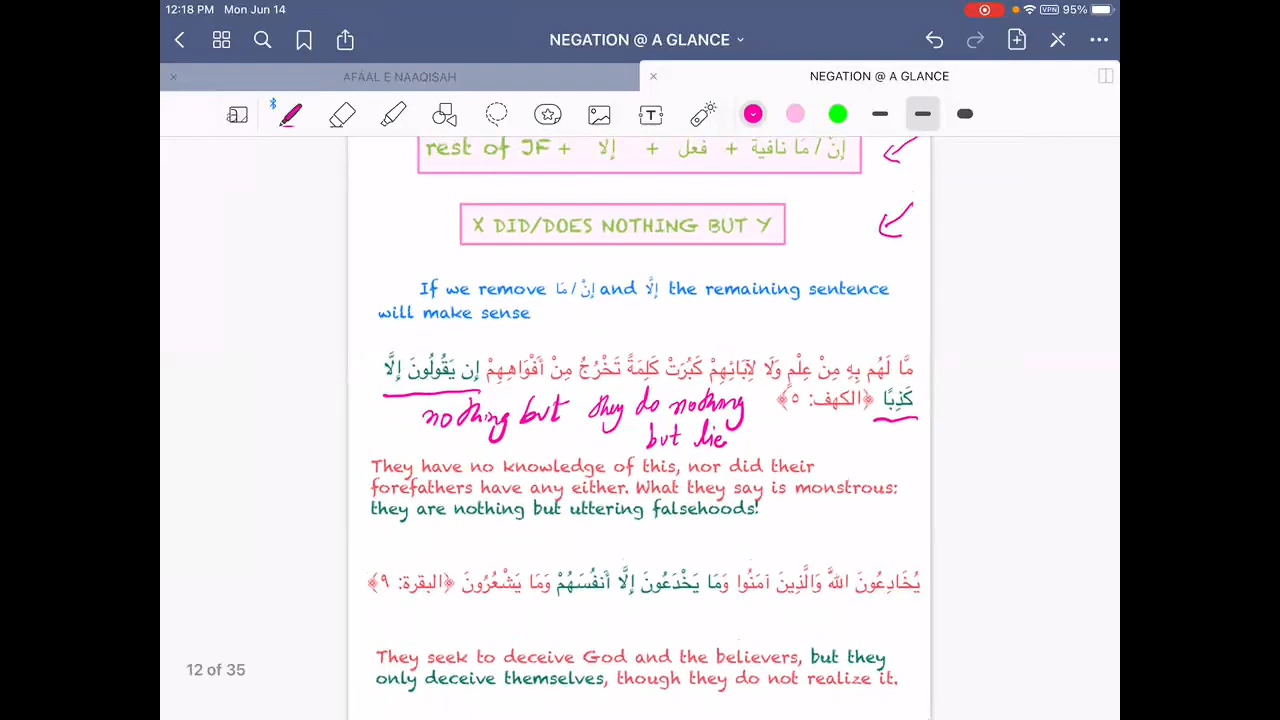 12:18 PM Mon Jun 14
VPN 95%
NEGATION @ A GLANCE
AFÁÁL E NAAQISAH
NEGATION @ A GLANCE
T
rest of JF + إِلَّا + فعل + إِنْ / مَا نافية
X DID/DOES NOTHING BUT Y
If we remove إِنْ / مَا and إِلَّا the remaining sentence
will make sense
مَّا لَهُم بِهِ مِنْ عِلْمٍ وَلَا لِآبَائِهِمْ كَبُرَتْ كَلِمَةً تَخْرُجُ مِنْ أَفْوَاهِهِمْ إِن يَقُولُونَ إِلَّا
كَذِبًا ﴿الكهف: ٥﴾
nothing but they do nothing
but lie
They have no knowledge of this, nor did their
forefathers have any either. What they say is monstrous:
they are nothing but uttering falsehoods!
يُخَادِعُونَ اللَّهَ وَالَّذِينَ آمَنُوا وَمَا يَخْدَعُونَ إِلَّا أَنفُسَهُمْ وَمَا يَشْعُرُونَ ﴿البقرة: ٩﴾
They seek to deceive God and the believers, but they
only deceive themselves, though they do not realize it.
12 of 35